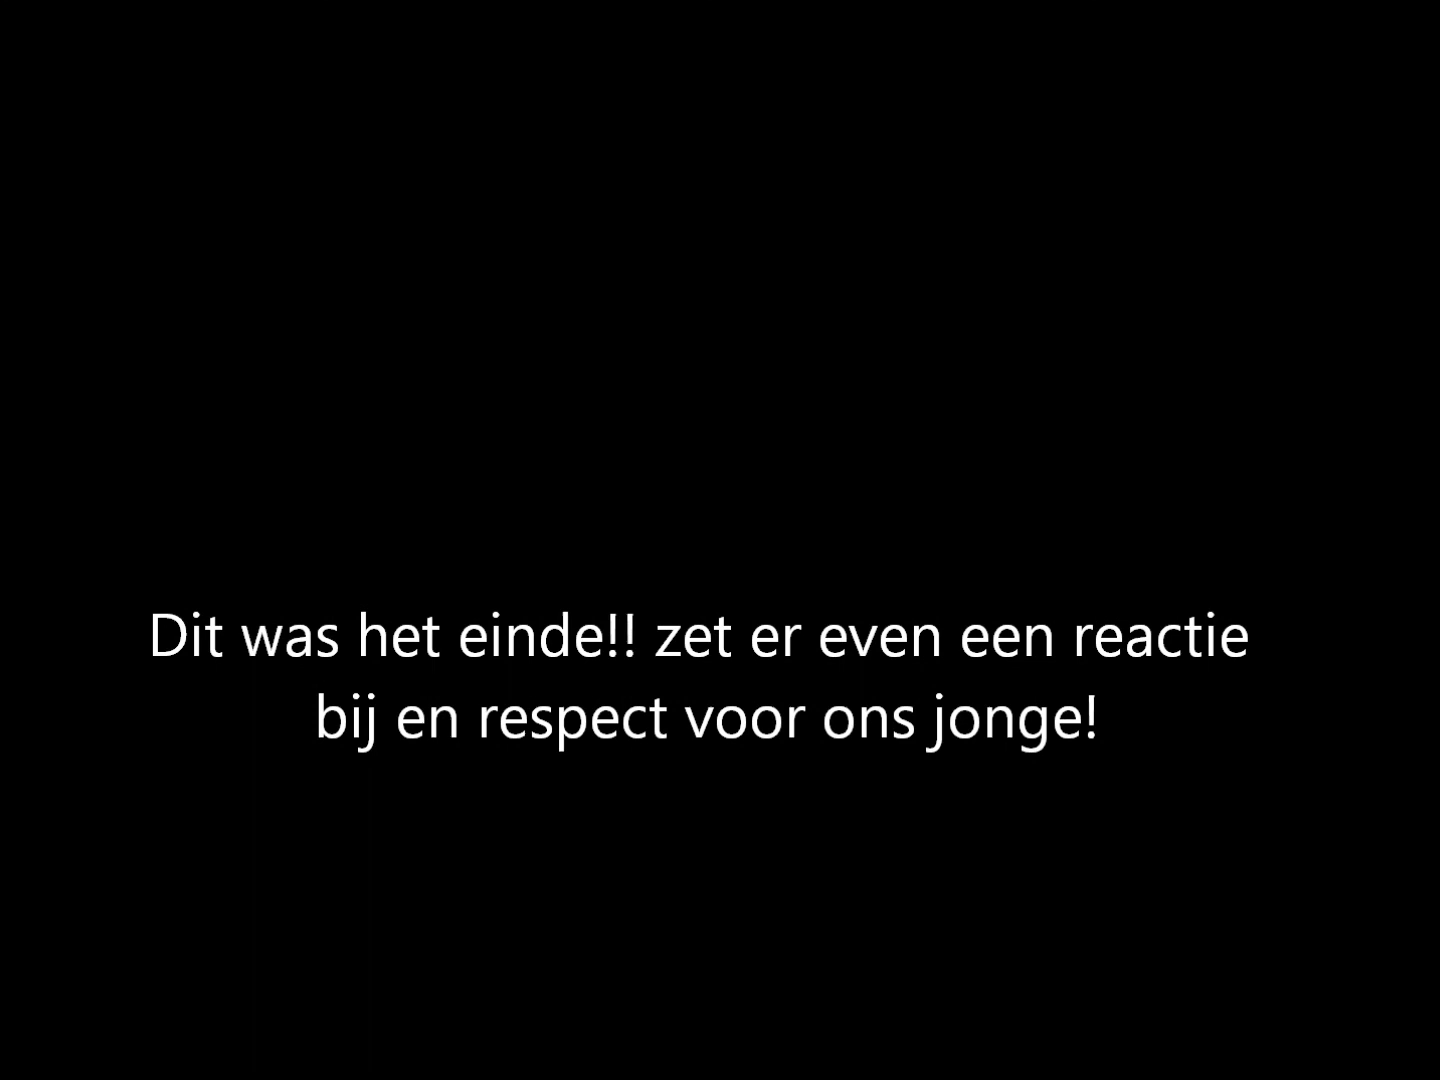 Dit was het einde!! zet er even een reactie
bij en respect voor ons jonge!